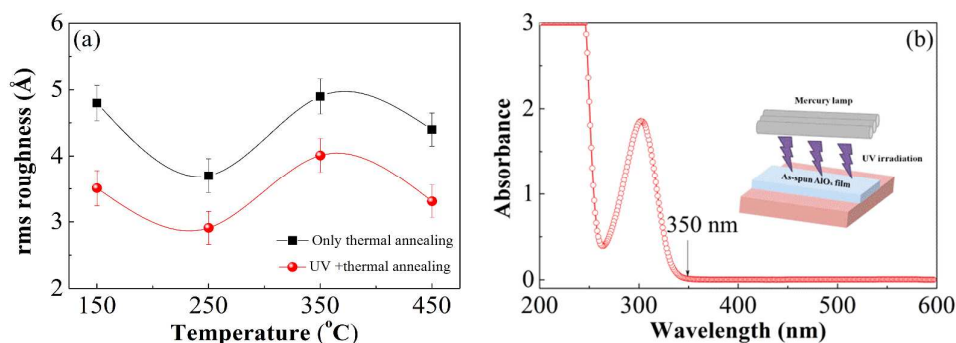 (a)
rms roughness (Å)
6
5
4
3
2
Only thermal annealing
UV +thermal annealing
150 250 350 450
Temperature (°C)
(b)
Absorbance
3
2
1
0
Mercury lamp
UV irradiation
As-spun AlOx film
350 nm
200 300 400 500 600
Wavelength (nm)